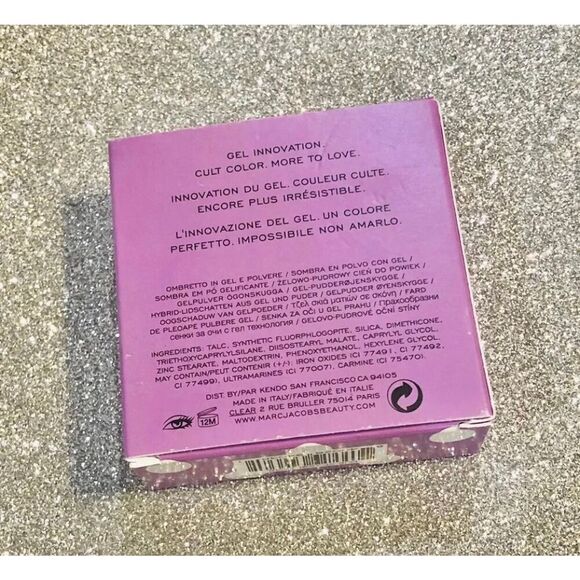 GEL INNOVATION.
CULT COLOR. MORE TO LOVE.
INNOVATION DU GEL. COULEUR CULTE.
ENCORE PLUS IRRÉSISTIBLE.
L'INNOVAZIONE DEL GEL. UN COLORE
PERFETTO. IMPOSSIBILE NON AMARLO.
OMBRETTO IN GEL E POLVERE / SOMBRA EN POLVO CON GEL /
SOMBRA EM PÓ GELIFICANTE / ŻELOWO-PUDROWY CIEŃ DO POWIEK /
GELPULVER ÖGONSKUGGA / GEL-PUDDERØJENSKYGGE /
HYBRID-LIDSCHATTEN AUS GEL UND PUDER / GELPUDDER ØYENSKYGGE /
OOGSCHADUW VAN GELPOEDER / Τζελ σκιά ματιών σε σκόνη / FARD
DE PLEOAPE PULBERE GEL / SENKA ZA OČI U GEL PRAHU / прахообразни
сенки за очи с гел технология / GELOVO-PUDROVÉ OČNÍ STÍNY
INGREDIENTS: TALC, SYNTHETIC FLUORPHLOGOPITE, SILICA, DIMETHICONE,
TRIETHOXYCAPRYLYLSILANE, DIISOSTEARYL MALATE, CAPRYLYL GLYCOL,
ZINC STEARATE, MALTODEXTRIN, PHENOXYETHANOL, HEXYLENE GLYCOL.
MAY CONTAIN/PEUT CONTENIR (+/-): IRON OXIDES (CI 77491, CI 77492,
CI 77499), ULTRAMARINES (CI 77007), CARMINE (CI 75470).
DIST. BY/PAR KENDO SAN FRANCISCO CA 94105
MADE IN ITALY/FABRIQUÉ EN ITALIE
CLEAR 2 RUE BRULLER 75014 PARIS
WWW.MARCJACOBSBEAUTY.COM
12M